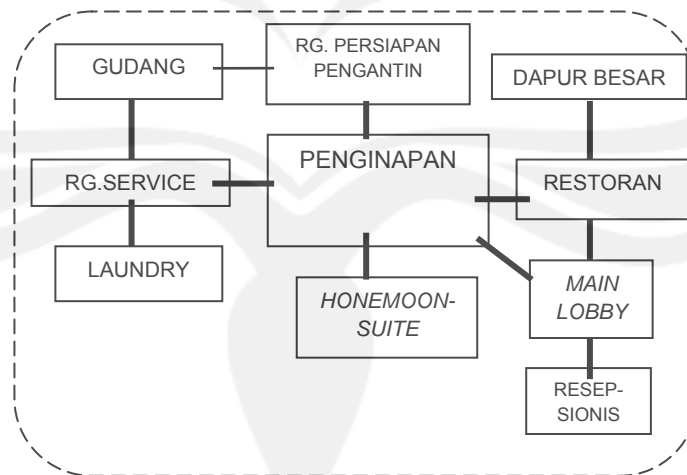 RG. PERSIAPAN
PENGANTIN
GUDANG
DAPUR BESAR
PENGINAPAN
RG.SERVICE
RESTORAN
LAUNDRY
HONEMOON-
SUITE
MAIN
LOBBY
RESEP-
SIONIS